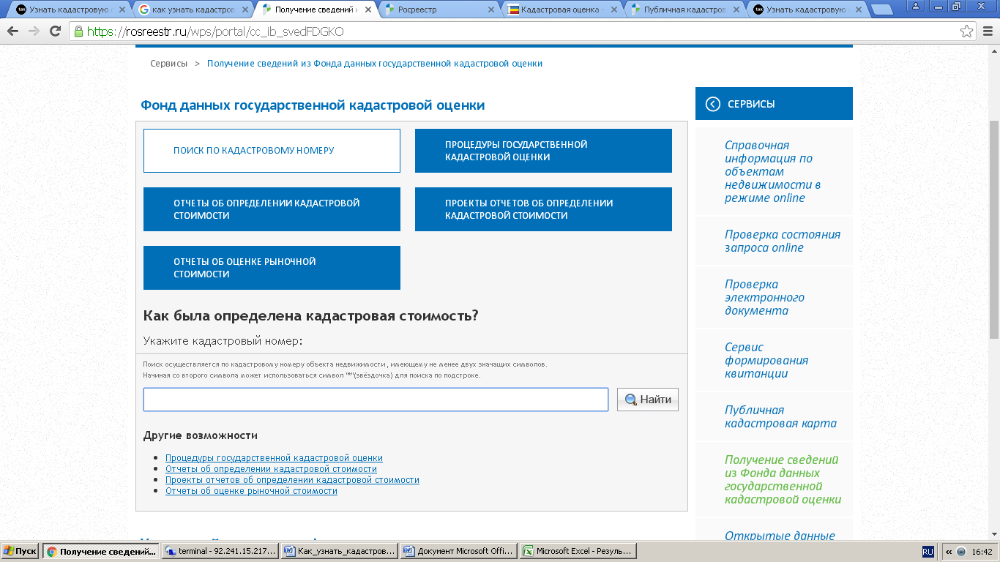 Узнать кадастровую
как узнать кадастров
Получение сведений и
Росреестр
Кадастровая оценка -
Публичная кадастров
Узнать кадастровую
https://rosreestr.ru/wps/portal/cc_ib_svedFDGKO
Сервисы > Получение сведений из Фонда данных государственной кадастровой оценки
Фонд данных государственной кадастровой оценки
ПОИСК ПО КАДАСТРОВОМУ НОМЕРУ
ПРОЦЕДУРЫ ГОСУДАРСТВЕННОЙ
КАДАСТРОВОЙ ОЦЕНКИ
ОТЧЕТЫ ОБ ОПРЕДЕЛЕНИИ КАДАСТРОВОЙ
СТОИМОСТИ
ПРОЕКТЫ ОТЧЕТОВ ОБ ОПРЕДЕЛЕНИИ
КАДАСТРОВОЙ СТОИМОСТИ
ОТЧЕТЫ ОБ ОЦЕНКЕ РЫНОЧНОЙ
СТОИМОСТИ
Как была определена кадастровая стоимость?
Укажите кадастровый номер:
Поиск осуществляется по кадастровому номеру объекта недвижимости, имеющему не менее двух значащих символов.
Начиная со второго символа может использоваться символ "*"(звёздочка) для поиска по подстроке.
Найти
Другие возможности
Процедуры государственной кадастровой оценки
Отчеты об определении кадастровой стоимости
Проекты отчетов об определении кадастровой стоимости
Отчеты об оценке рыночной стоимости
СЕРВИСЫ
Справочная
информация по
объектам
недвижимости в
режиме online
Проверка состояния
запроса online
Проверка
электронного
документа
Сервис
формирования
квитанции
Публичная
кадастровая карта
Получение сведений
из Фонда данных
государственной
кадастровой оценки
Открытые данные
Пуск
Получение сведений...
terminal - 92.241.15.217...
Как_узнать_кадастров...
Документ Microsoft Offi...
Microsoft Excel - Резуль...
RU
«
16:42